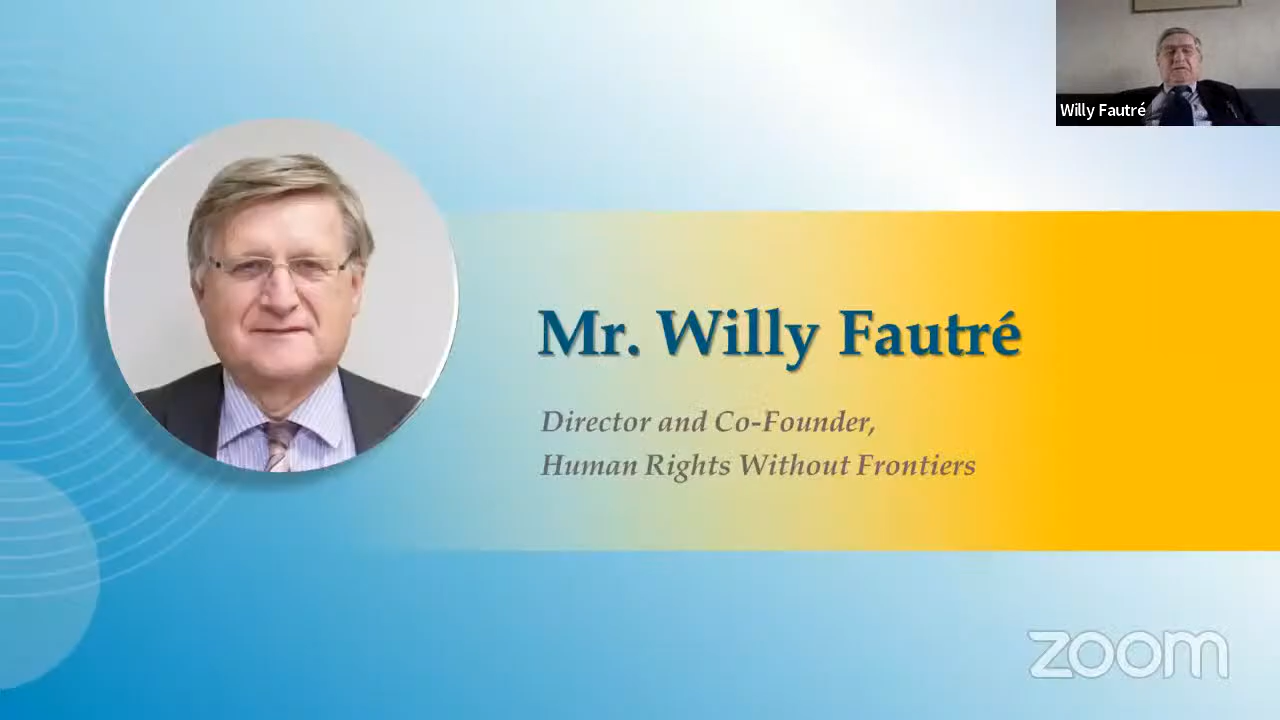 Willy Fautré
Mr. Willy Fautré
Director and Co-Founder,
Human Rights Without Frontiers
zoom